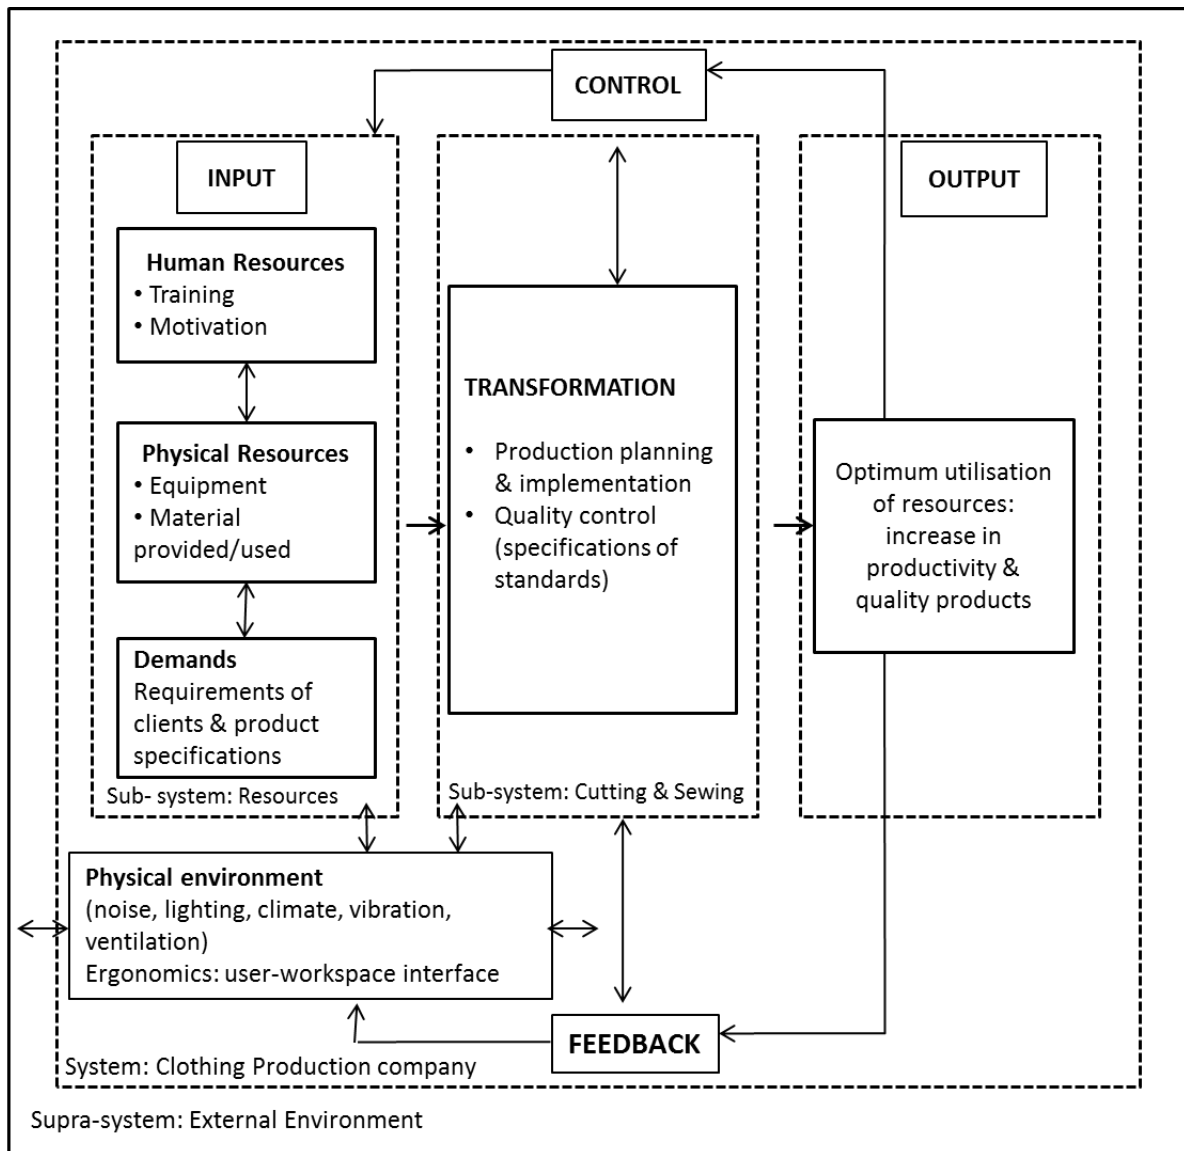 CONTROL
INPUT
Human Resources
• Training
• Motivation
Physical Resources
• Equipment
• Material
provided/used
Demands
Requirements of
clients & product
specifications
Sub- system: Resources
TRANSFORMATION
• Production planning
& implementation
• Quality control
(specifications of
standards)
Sub-system: Cutting & Sewing
OUTPUT
Optimum utilisation
of resources:
increase in
productivity &
quality products
Physical environment
(noise, lighting, climate, vibration,
ventilation)
Ergonomics: user-workspace interface
FEEDBACK
System: Clothing Production company
Supra-system: External Environment